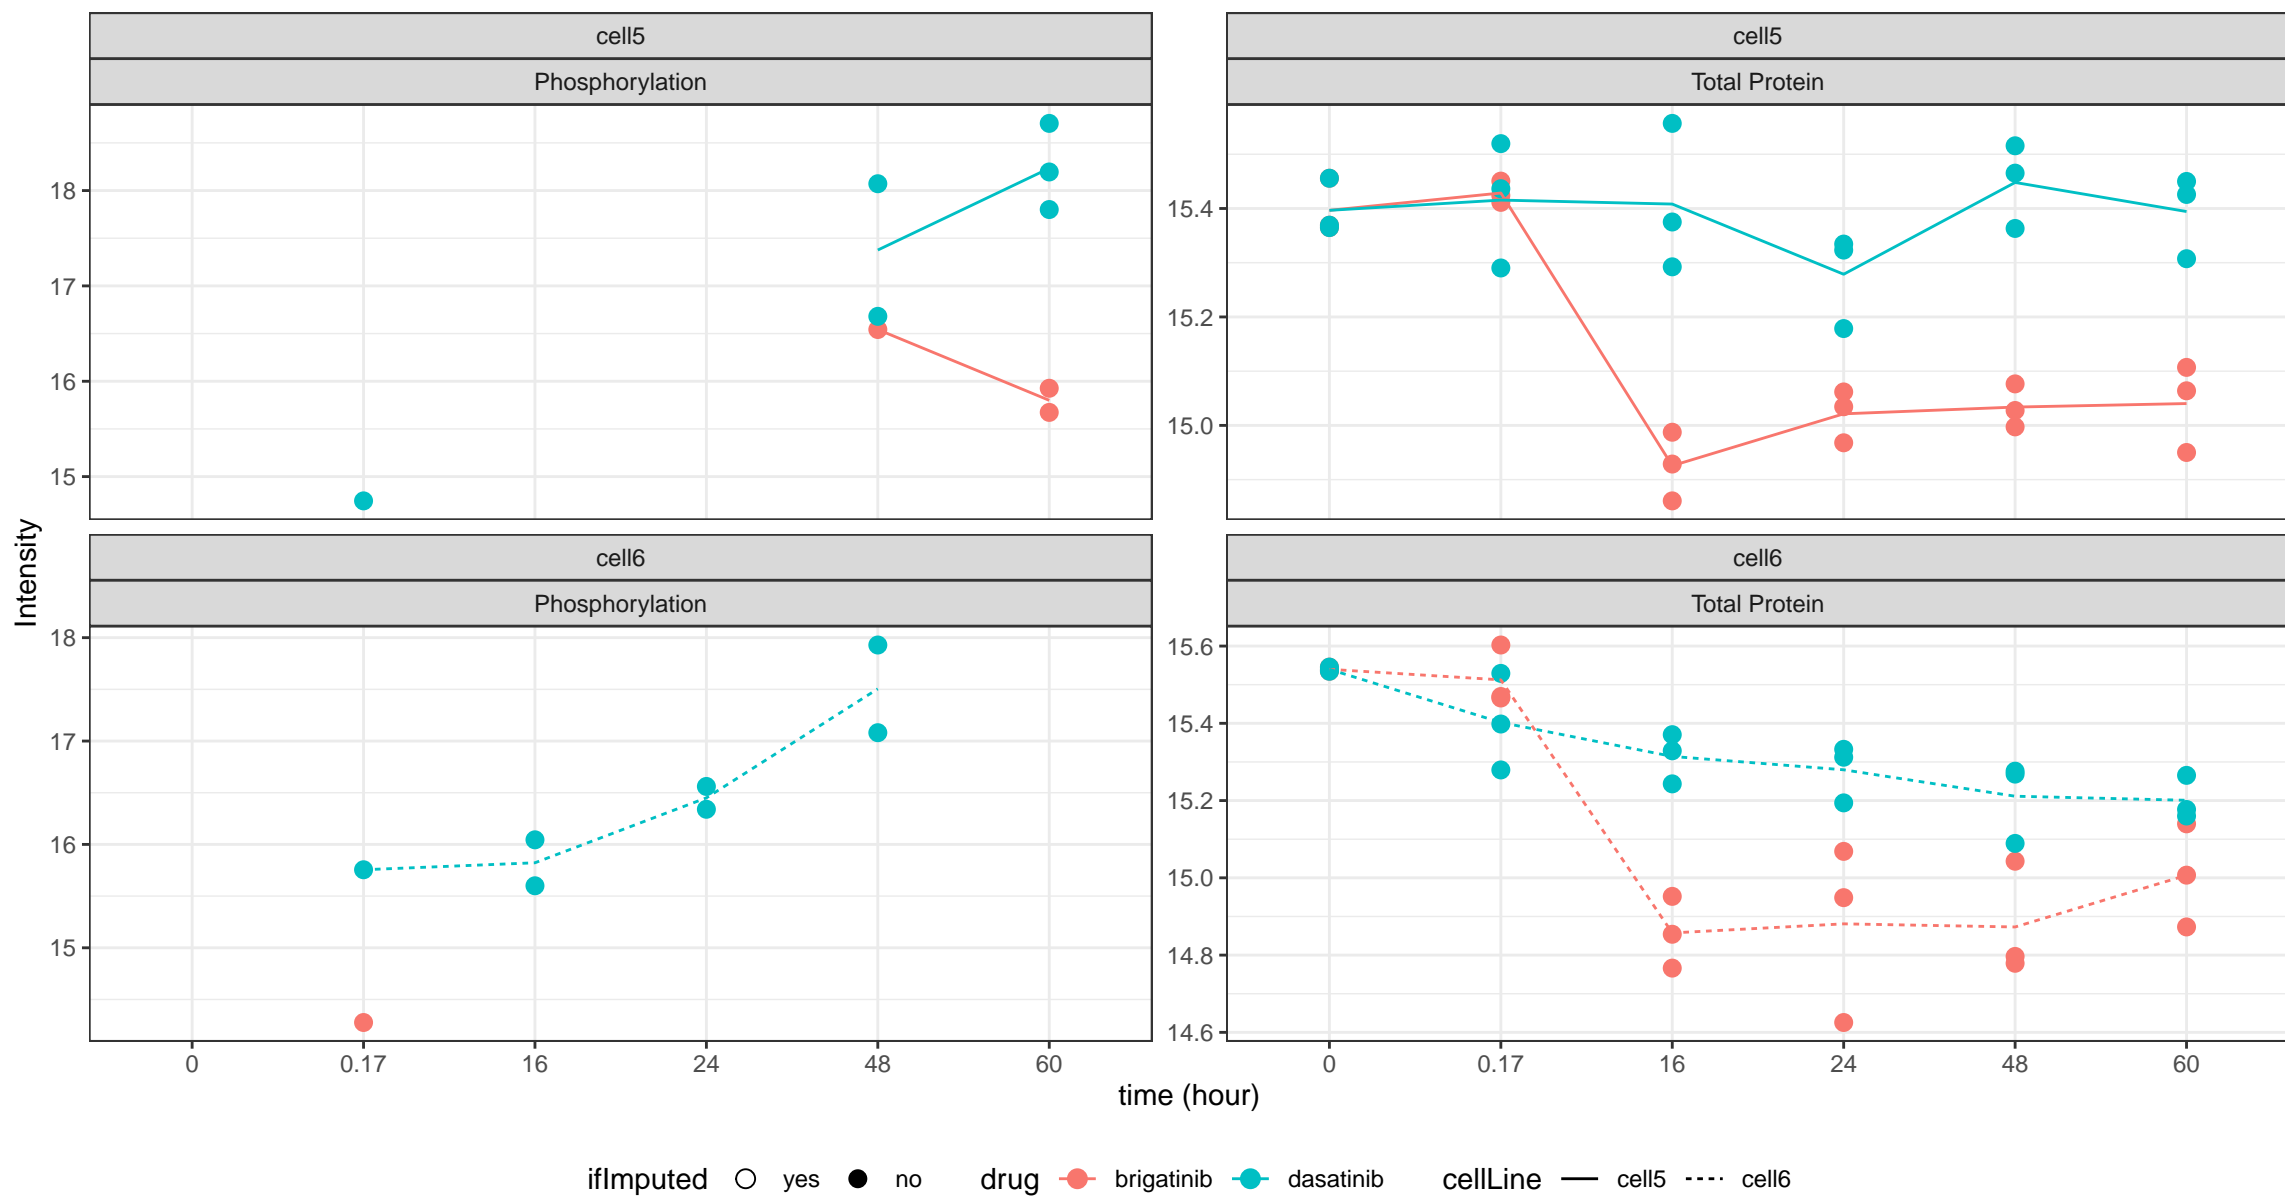 cell5
Phosphorylation
cell5
Total Protein
18
17
16
15
15.4
15.2
15.0
Intensity
cell6
Phosphorylation
cell6
Total Protein
18
17
16
15
15.6
15.4
15.2
15.0
14.8
14.6
0 0.17 16 24 48 60
0 0.17 16 24 48 60
time (hour)
ifImputed yes no drug brigatinib dasatinib cellLine cell5 cell6